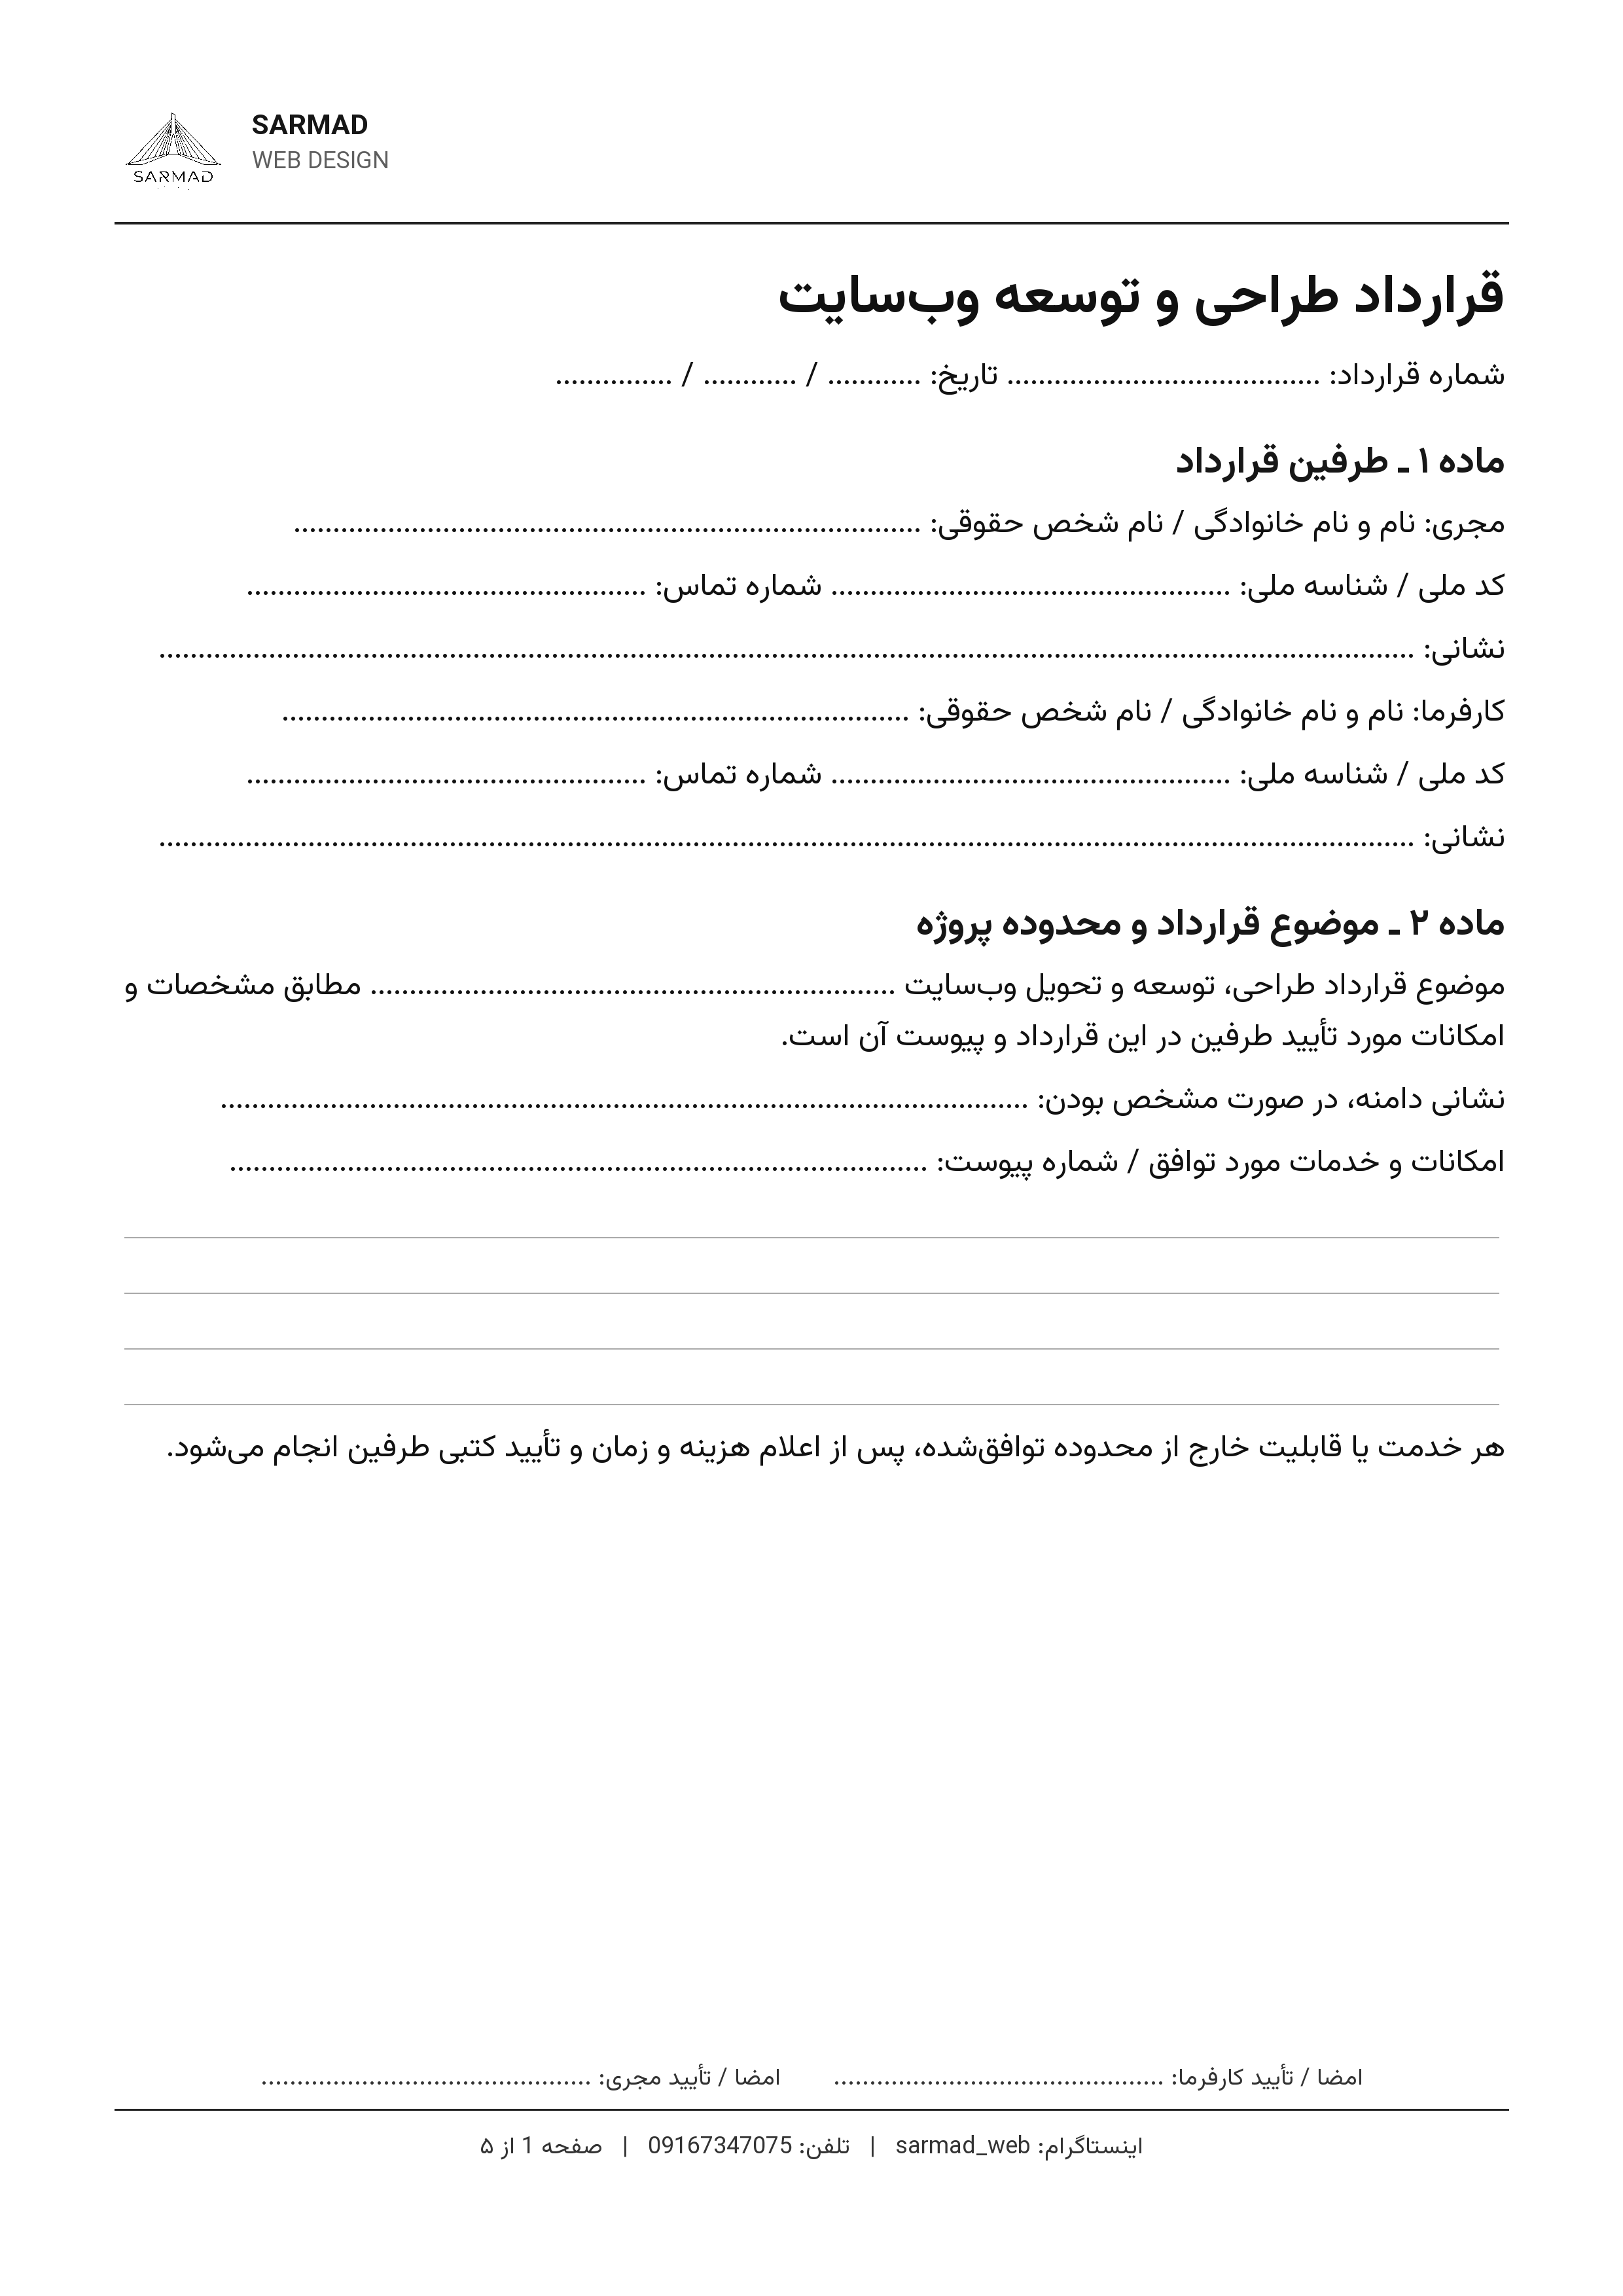 SARMAD
SARMAD
WEB DESIGN
قرارداد طراحی و توسعه وب‌سایت
شماره قرارداد: ........................................ تاریخ: ............ / ............ / ...............
ماده ۱ ـ طرفین قرارداد
مجری: نام و نام خانوادگی / نام شخص حقوقی: ................................................................................
کد ملی / شناسه ملی: ................................................... شماره تماس: ...................................................
نشانی: ................................................................................................................................................................
کارفرما: نام و نام خانوادگی / نام شخص حقوقی: ................................................................................
کد ملی / شناسه ملی: ................................................... شماره تماس: ...................................................
نشانی: ................................................................................................................................................................
ماده ۲ ـ موضوع قرارداد و محدوده پروژه
موضوع قرارداد طراحی، توسعه و تحویل وب‌سایت ................................................................... مطابق مشخصات و
امکانات مورد تأیید طرفین در این قرارداد و پیوست آن است.
نشانی دامنه، در صورت مشخص بودن: .......................................................................................................
امکانات و خدمات مورد توافق / شماره پیوست: .........................................................................................
هر خدمت یا قابلیت خارج از محدوده توافق‌شده، پس از اعلام هزینه و زمان و تأیید کتبی طرفین انجام می‌شود.
امضا / تأیید کارفرما: .............................................. امضا / تأیید مجری: ..............................................
اینستاگرام: sarmad_web | تلفن: 09167347075 | صفحه 1 از ۵